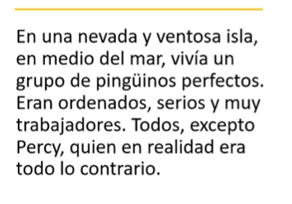 En una nevada y ventosa isla,
en medio del mar, vivía un
grupo de pingüinos perfectos.
Eran ordenados, serios y muy
trabajadores. Todos, excepto
Percy, quien en realidad era
todo lo contrario.